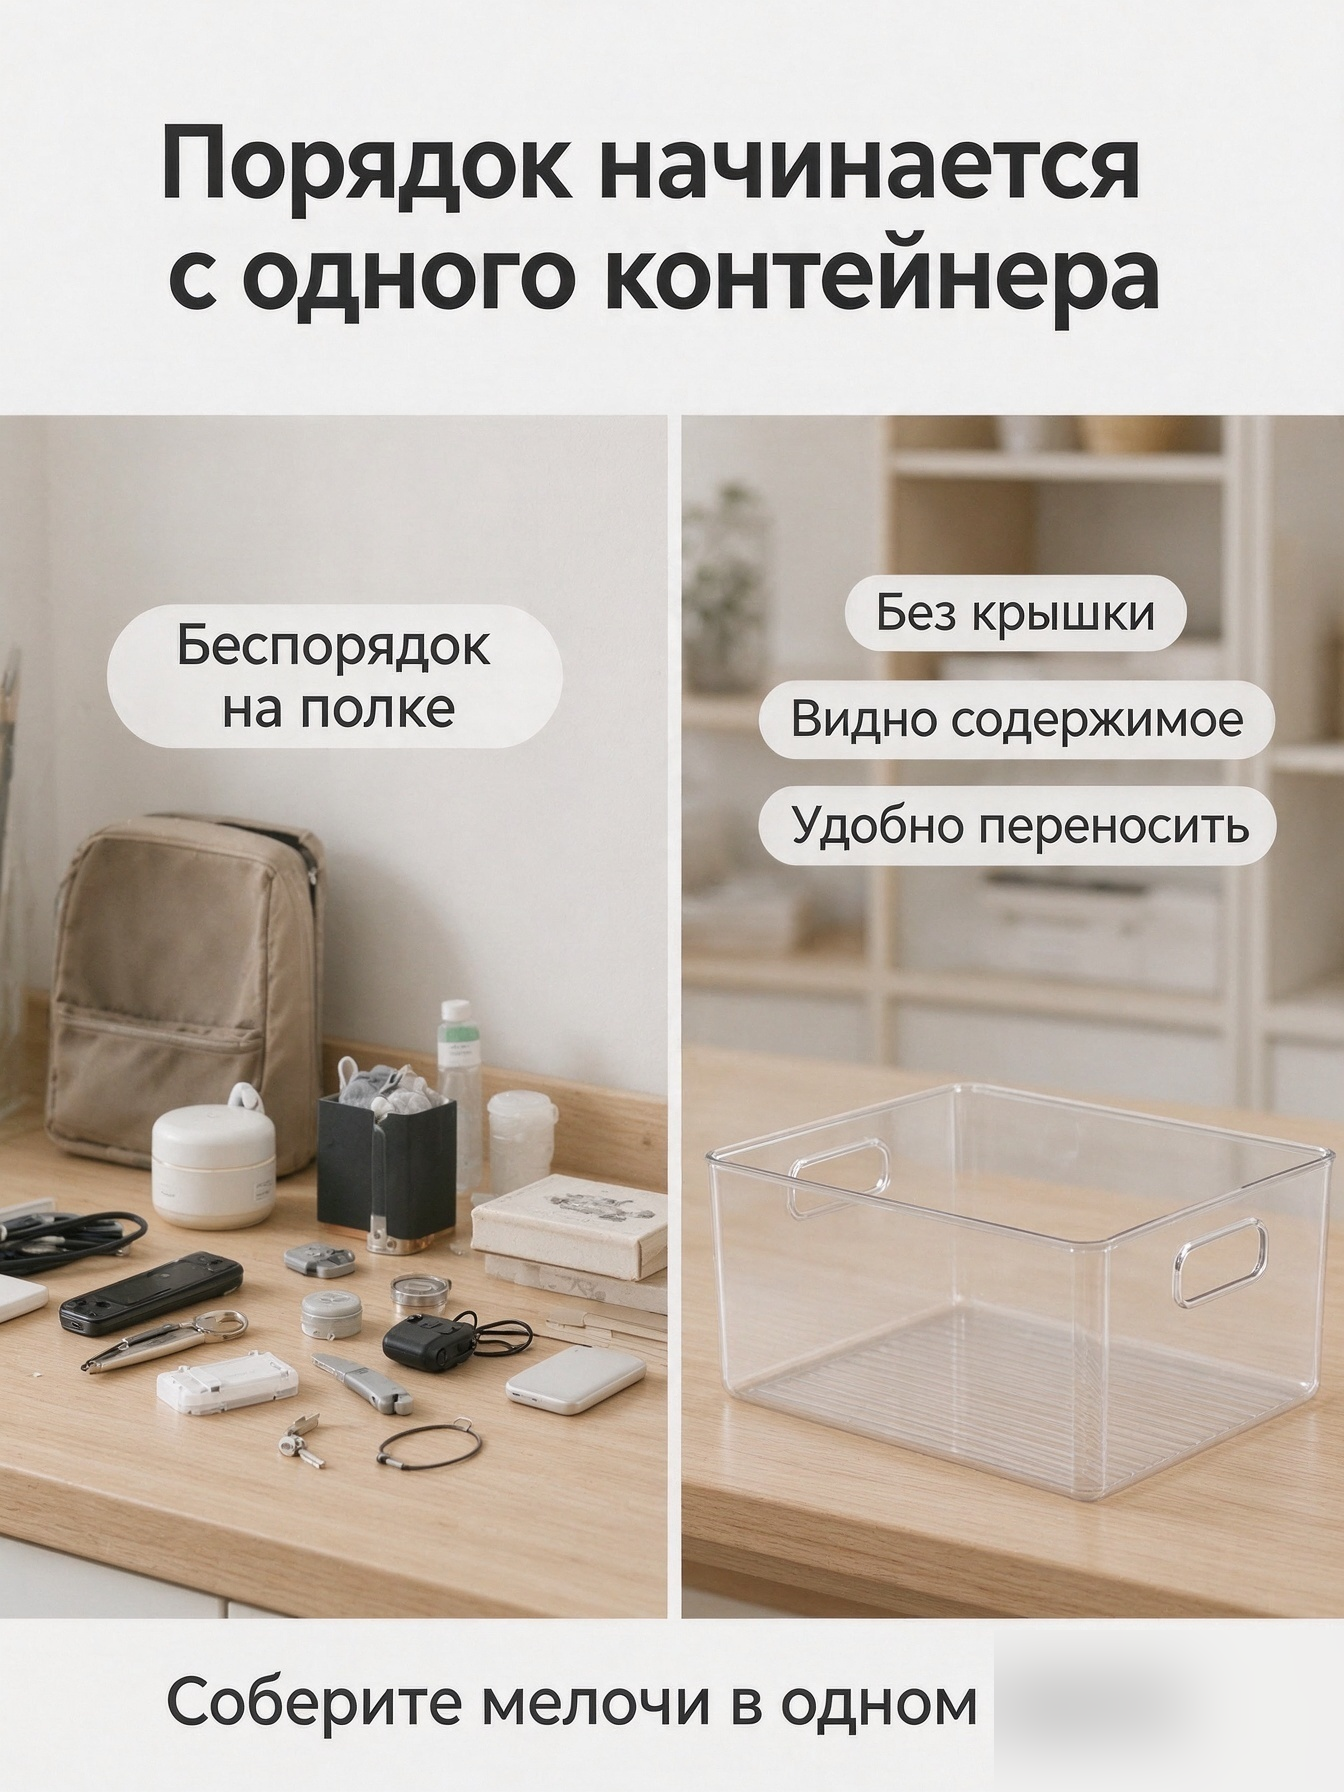 Порядок начинается
с одного контейнера
Беспорядок
на полке
Без крышки
Видно содержимое
Удобно переносить
Соберите мелочи в одном